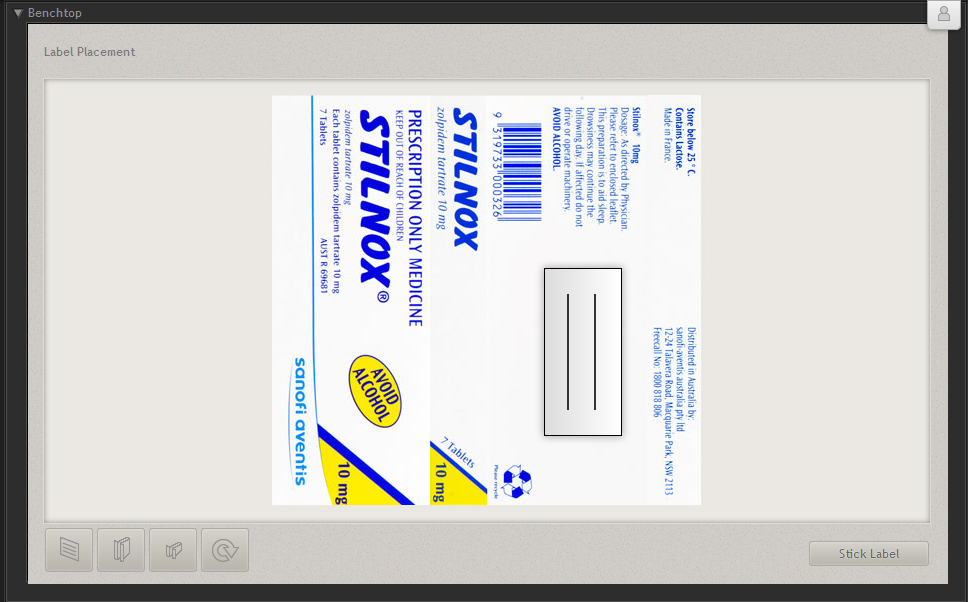 Benchtop
Label Placement
PRESCRIPTION ONLY MEDICINE
KEEP OUT OF REACH OF CHILDREN
STILNOX®
zolpidem tartrate 10 mg
Each tablet contains zolpidem tartrate 10 mg
7 Tablets AUST R 69681
AVOID
ALCOHOL
sanofi aventis
10 mg
STILNOX
zolpidem tartrate 10 mg
7 Tablets
10 mg
Stilnox® 10mg
Dosage: As directed by Physician.
Please refer to enclosed leaflet.
This preparation is to aid sleep.
Drowsiness may continue the
following day. If affected do not
drive or operate machinery.
AVOID ALCOHOL.
9 319733 000326
Please recycle
Store below 25°C.
Contains Lactose.
Made in France.
Distributed in Australia by:
sanofi-aventis australia pty ltd
12-24 Talavera Road, Macquarie Park, NSW 2113
Freecall No: 1800 818 806
Stick Label